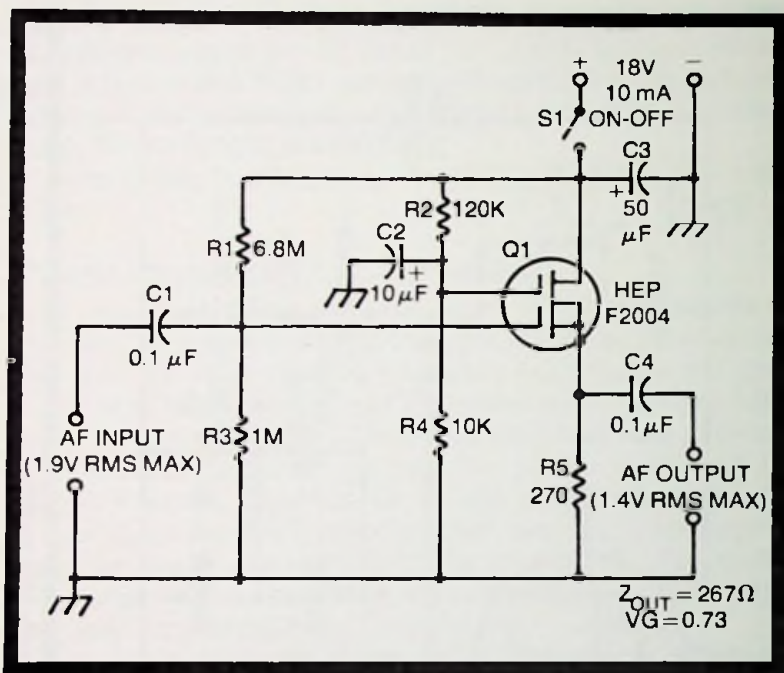 + 18V −
10 mA
S1 ON-OFF
C3
+
50
µF
R2 120K
C2
R1 6.8M
+
10µF
Q1
HEP
F2004
C1
0.1 µF
C4
0.1µF
AF INPUT
(1.9V RMS MAX)
R3 1M
R4 10K
R5
270
AF OUTPUT
(1.4V RMS MAX)
ZOUT = 267Ω
VG=0.73